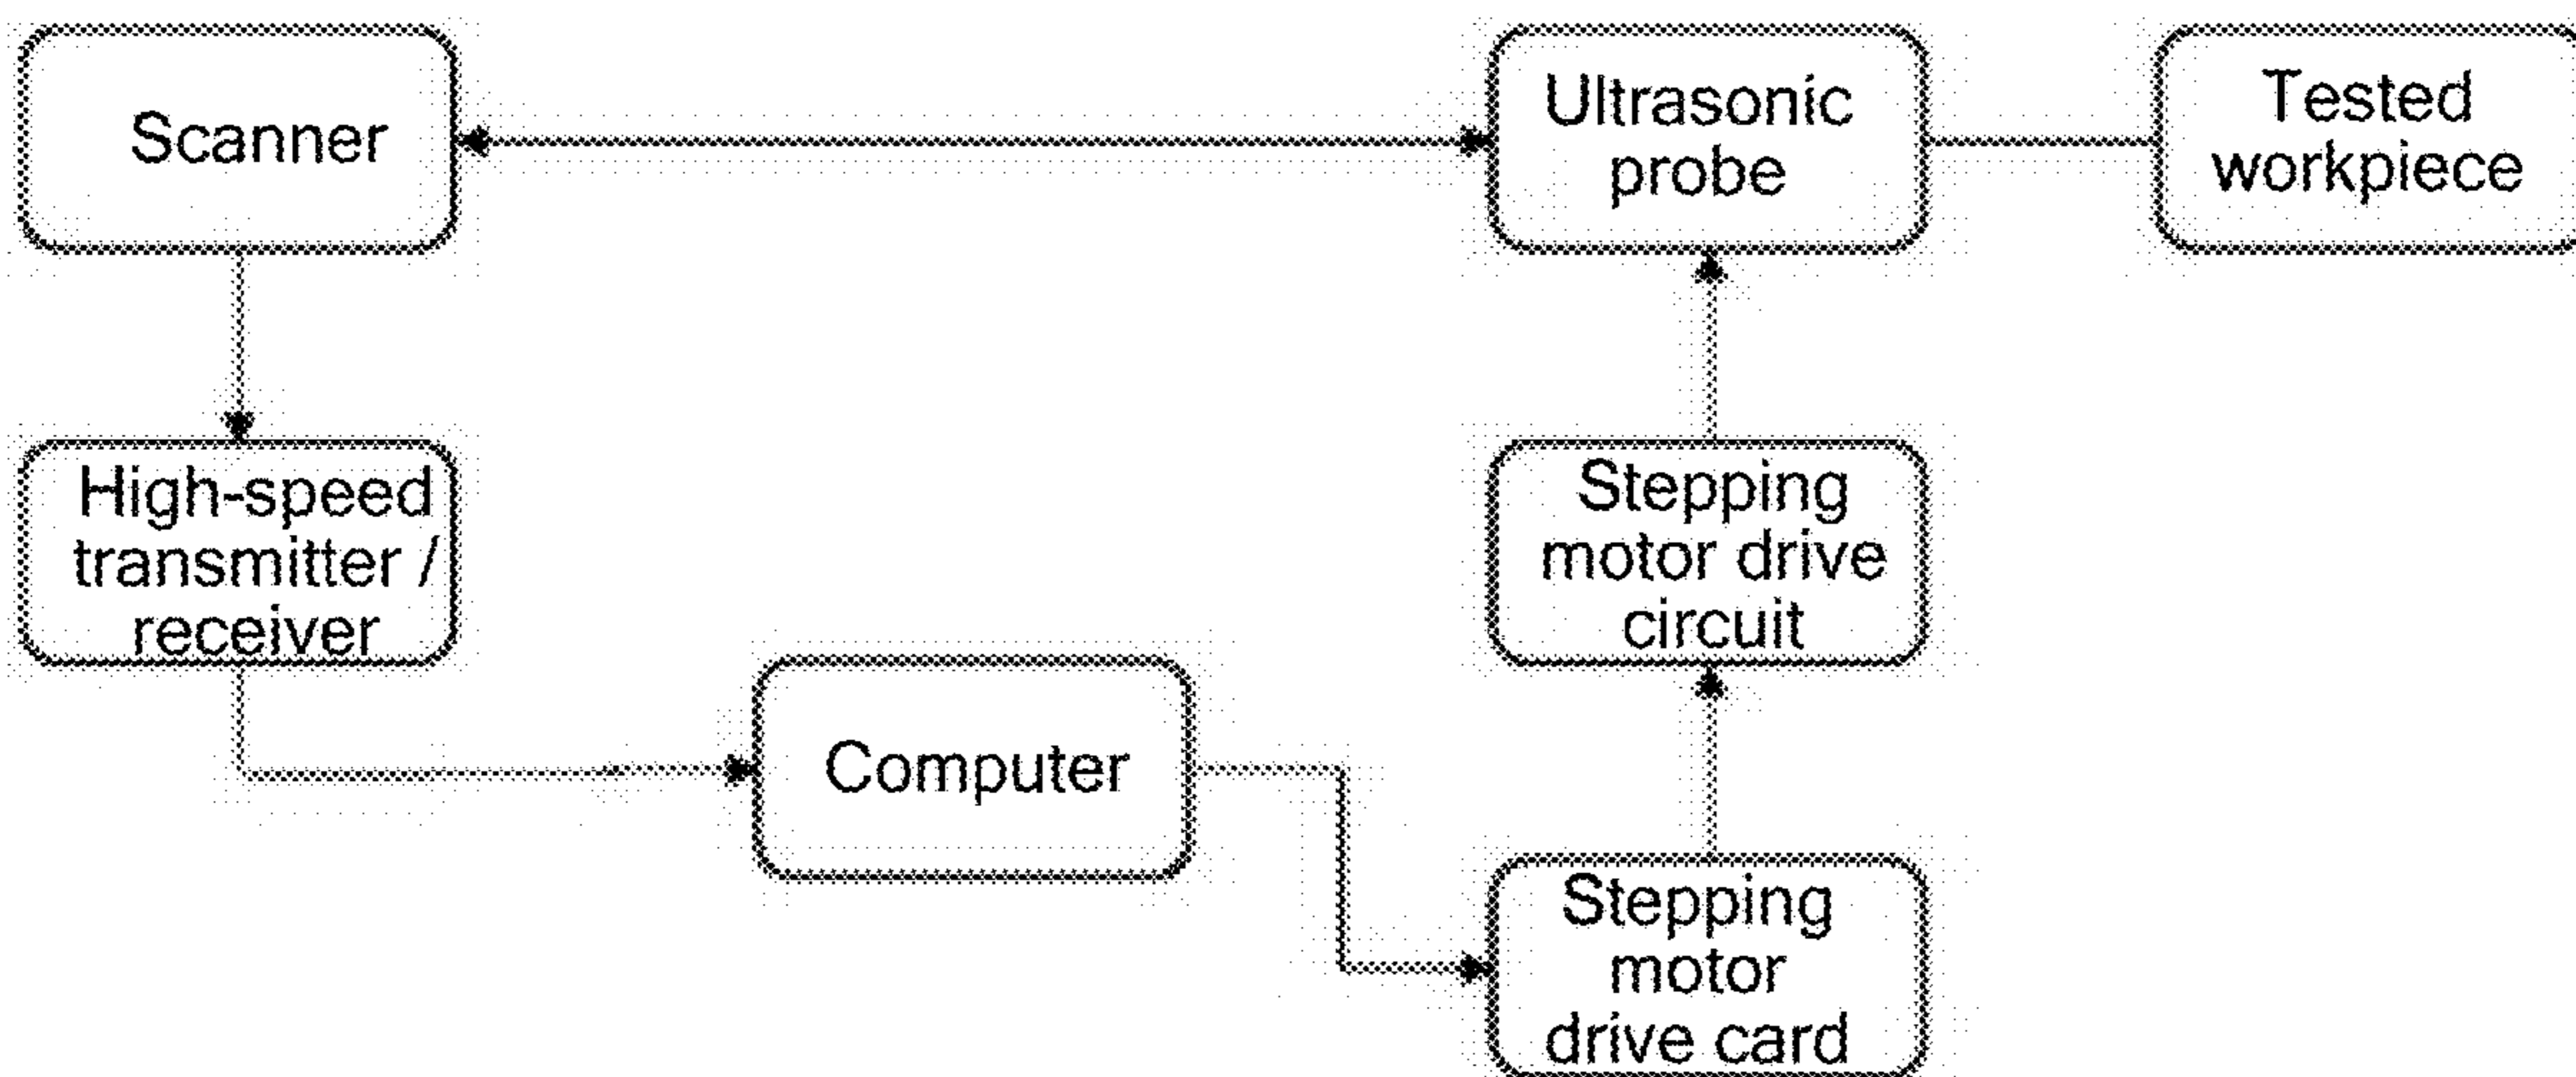 Scanner
Ultrasonic
probe
Tested
workpiece
High-speed
transmitter /
receiver
Stepping
motor drive
circuit
Computer
Stepping
motor
drive card